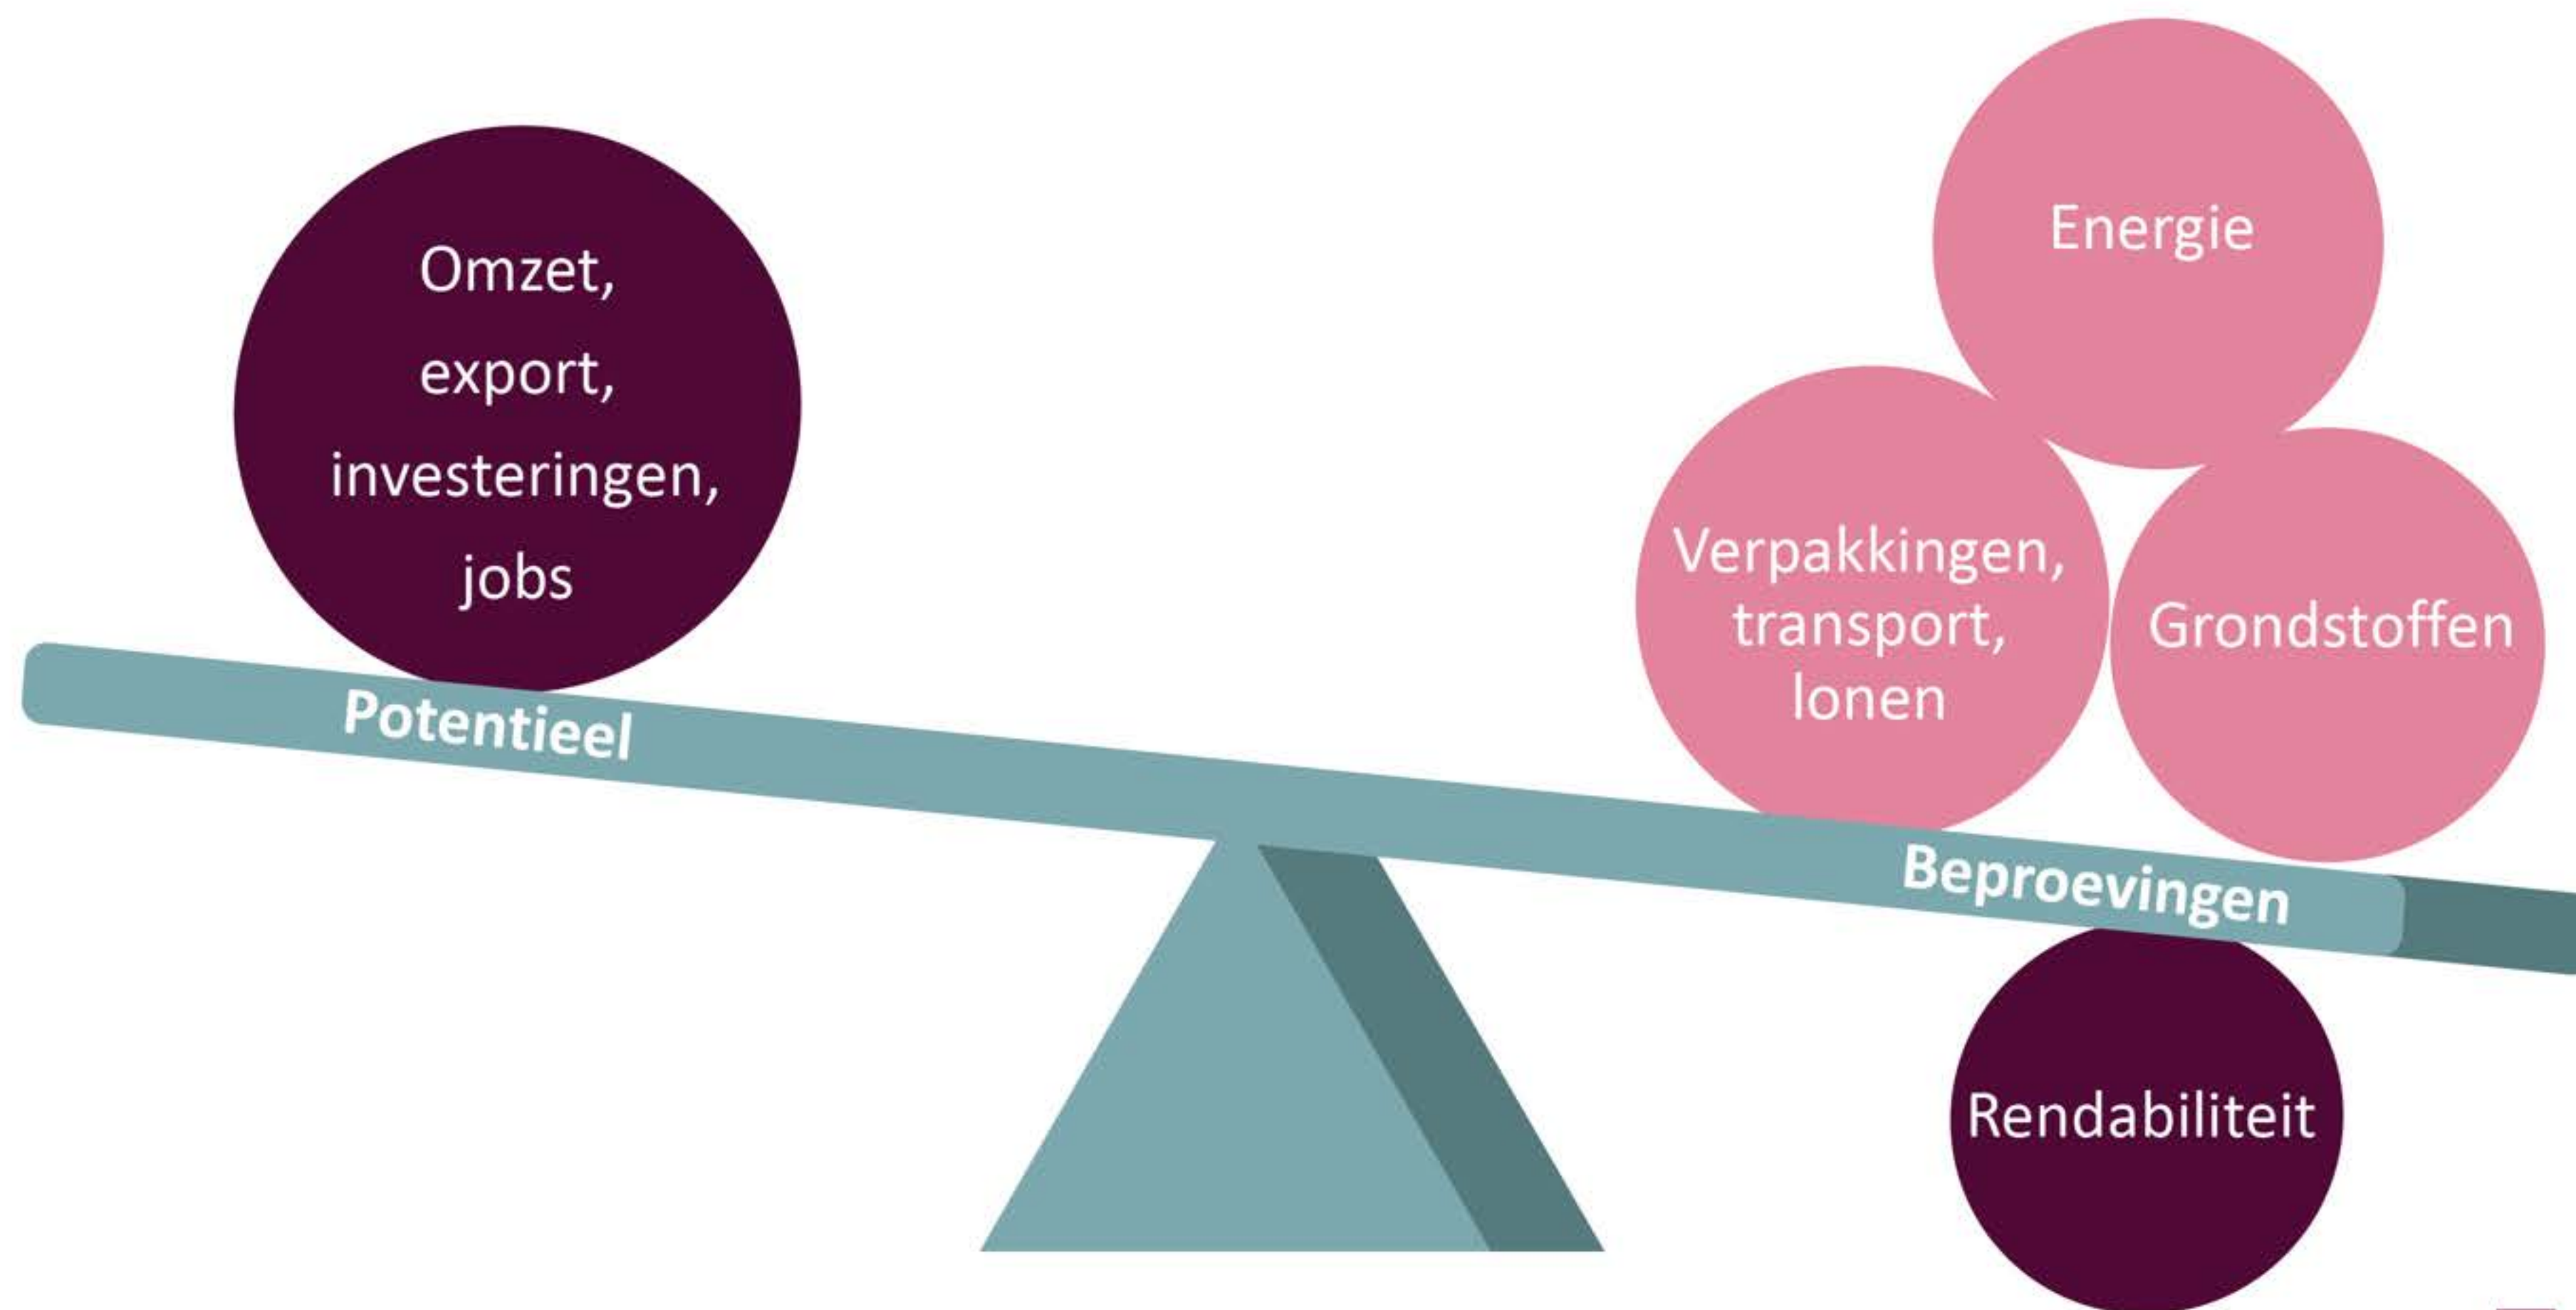 Omzet,
export,
investeringen,
jobs
Potentieel
Energie
Verpakkingen,
transport,
lonen
Grondstoffen
Beproevingen
Rendabiliteit